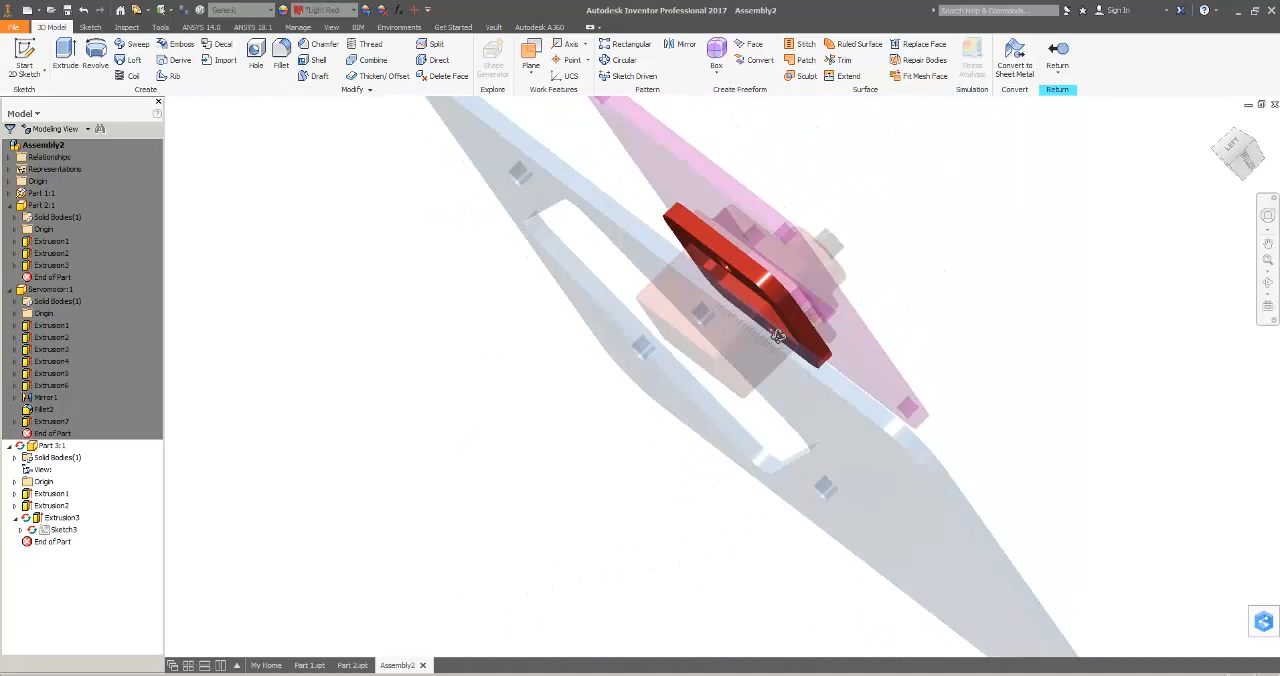 Generic
*Light Red
Autodesk Inventor Professional 2017 Assembly2
Search Help & Commands...
Sign In
File
3D Model
Sketch
Inspect
Tools
ANSYS 14.0
ANSYS 18.1
Manage
View
BIM
Environments
Get Started
Vault
Autodesk A360
Start
2D Sketch
Sketch
Extrude
Revolve
Sweep
Loft
Coil
Emboss
Derive
Rib
Decal
Import
Create
Hole
Fillet
Chamfer
Shell
Draft
Thread
Combine
Thicken/ Offset
Split
Direct
Delete Face
Modify
Shape
Generator
Explore
Plane
Axis
Point
UCS
Work Features
Rectangular
Circular
Sketch Driven
Mirror
Pattern
Box
Face
Convert
Create Freeform
Stitch
Patch
Sculpt
Ruled Surface
Trim
Extend
Replace Face
Repair Bodies
Fit Mesh Face
Surface
Stress
Analysis
Simulation
Convert to
Sheet Metal
Convert
Return
Return
Model
Modeling View
Assembly2
Relationships
Representations
Origin
Part 1:1
Part 2:1
Solid Bodies(1)
Origin
Extrusion1
Extrusion2
Extrusion3
End of Part
Servomotor:1
Solid Bodies(1)
Origin
Extrusion1
Extrusion2
Extrusion3
Extrusion4
Extrusion5
Extrusion6
Mirror1
Fillet2
Extrusion7
End of Part
Part 3:1
Solid Bodies(1)
View:
Origin
Extrusion1
Extrusion2
Extrusion3
Sketch3
End of Part
LEFT
My Home
Part 1.ipt
Part 2.ipt
Assembly2